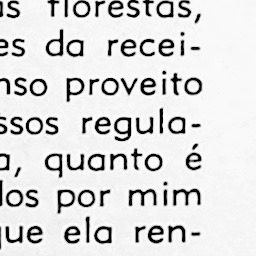 as florestas,
es da recei-
nso proveito
ssos regula-
a, quanto é
dos por mim
que ela ren-